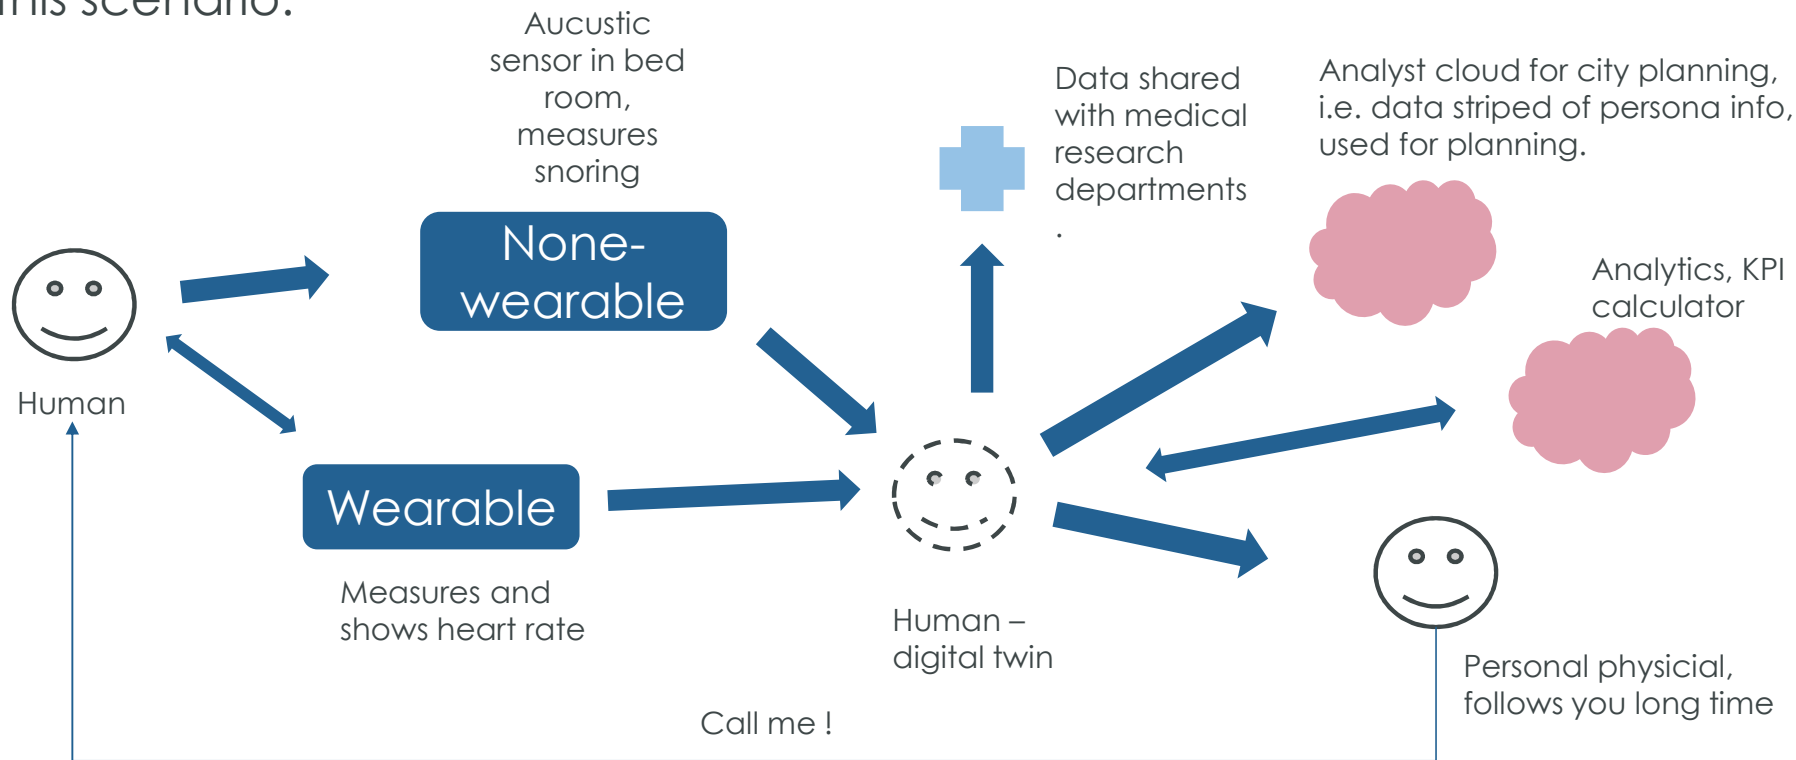 this scenario.
Aucustic
sensor in bed
room,
measures
snoring
Data shared
with medical
research
departments
.
Analyst cloud for city planning,
i.e. data striped of persona info,
used for planning.
None-
wearable
Analytics, KPI
calculator
Human
Wearable
Measures and
shows heart rate
Human –
digital twin
Personal physicial,
follows you long time
Call me !